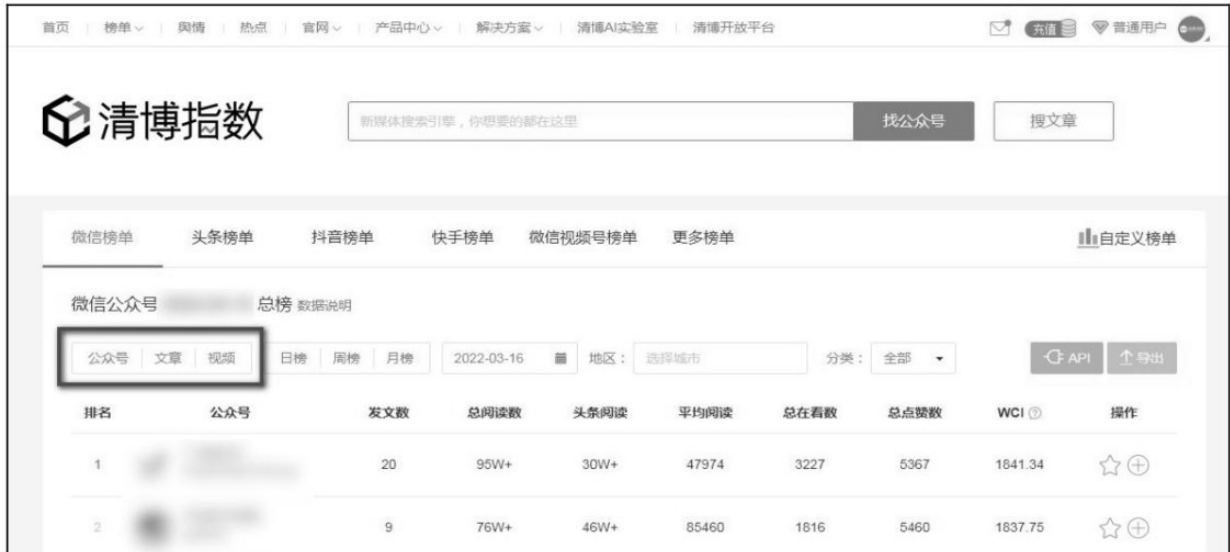 首页 榜单 舆情 热点 官网 产品中心 解决方案 清博AI实验室 清博开放平台 充值 普通用户
清博指数 新媒体搜索引擎，你想要的都在这里 找公众号 搜文章
微信榜单 头条榜单 抖音榜单 快手榜单 微信视频号榜单 更多榜单 自定义榜单
微信公众号 总榜 数据说明
公众号 文章 视频 日榜 周榜 月榜 2022-03-16 地区： 选择城市 分类： 全部 API 导出
排名 公众号 发文数 总阅读数 头条阅读 平均阅读 总在看数 总点赞数 WCI 操作
1 20 95W+ 30W+ 47974 3227 5367 1841.34
2 9 76W+ 46W+ 85460 1816 5460 1837.75